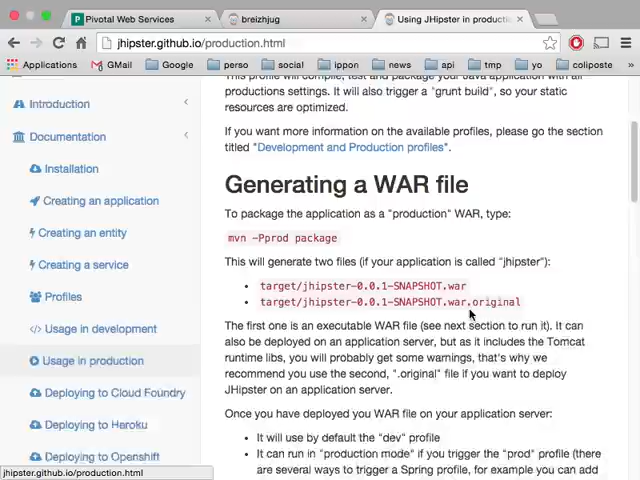 Pivotal Web Services
breizhjug
Using JHipster in production
jhipster.github.io/production.html
Applications
GMail
Google
perso
social
ippon
news
api
tmp
yo
coliposte
Introduction
Documentation
Installation
Creating an application
Creating an entity
Creating a service
Profiles
Usage in development
Usage in production
Deploying to Cloud Foundry
Deploying to Heroku
Deploying to Openshift
jhipster.github.io/production.html
This profile will compile, test and package your Java application with all
productions settings. It will also trigger a "grunt build", so your static
resources are optimized.
If you want more information on the available profiles, please go the section
titled "Development and Production profiles".
Generating a WAR file
To package the application as a "production" WAR, type:
mvn -Pprod package
This will generate two files (if your application is called "jhipster"):
target/jhipster-0.0.1-SNAPSHOT.war
target/jhipster-0.0.1-SNAPSHOT.war.original
The first one is an executable WAR file (see next section to run it). It can
also be deployed on an application server, but as it includes the Tomcat
runtime libs, you will probably get some warnings, that's why we
recommend you use the second, ".original" file if you want to deploy
JHipster on an application server.
Once you have deployed you WAR file on your application server:
It will use by default the "dev" profile
It can run in "production mode" if you trigger the "prod" profile (there
are several ways to trigger a Spring profile, for example you can add